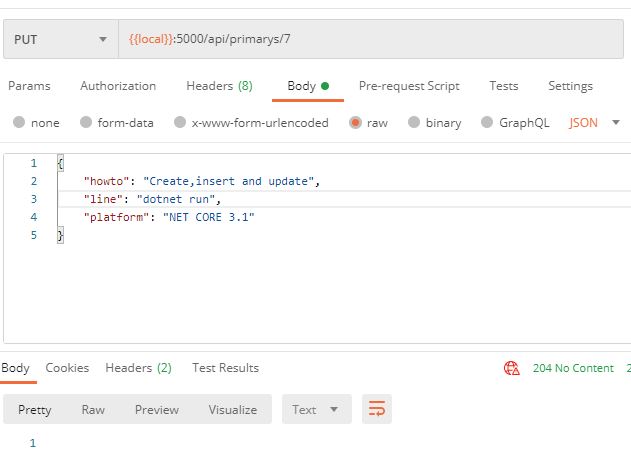 PUT {{local}}:5000/api/primarys/7
Params Authorization Headers (8) Body Pre-request Script Tests Settings
none form-data x-www-form-urlencoded raw binary GraphQL JSON
1 {
2 "howto": "Create,insert and update",
3 "line": "dotnet run",
4 "platform": "NET CORE 3.1"
5 }
Body Cookies Headers (2) Test Results 204 No Content 2
Pretty Raw Preview Visualize Text
1